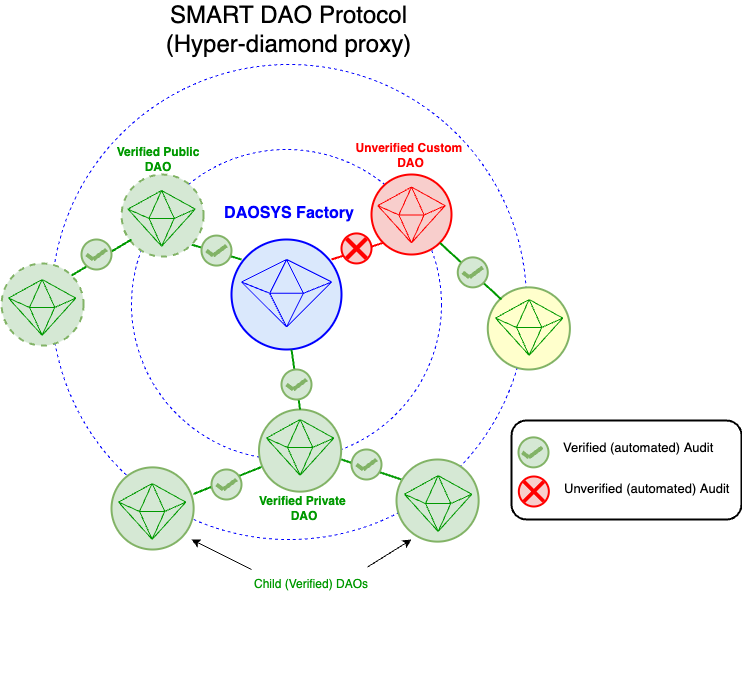 SMART DAO Protocol
(Hyper-diamond proxy)
Verified Public
DAO
Unverified Custom
DAO
DAOSYS Factory
Verified Private
DAO
Child (Verified) DAOs
Verified (automated) Audit
Unverified (automated) Audit